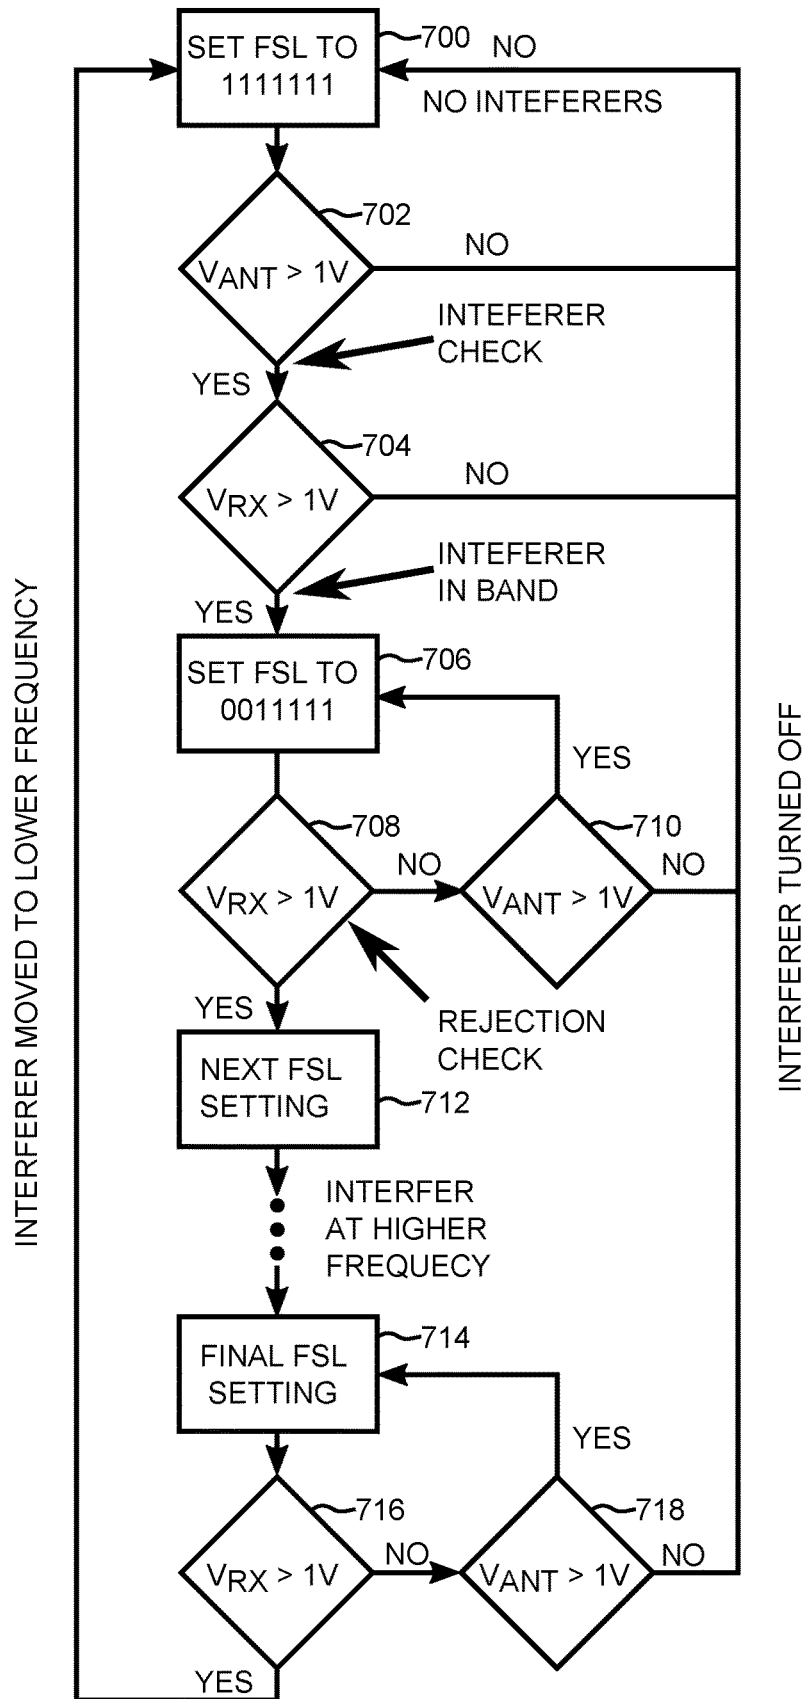 SET FSL TO
1111111
700
NO
NO INTEFERERS
702
VANT > 1V
NO
INTEFERER
CHECK
YES
704
VRX > 1V
NO
INTEFERER
IN BAND
YES
SET FSL TO
0011111
706
YES
708
VRX > 1V
NO
710
VANT > 1V
NO
YES
REJECTION
CHECK
NEXT FSL
SETTING
712
INTERFER
AT HIGHER
FREQUECY
FINAL FSL
SETTING
714
YES
716
VRX > 1V
NO
718
VANT > 1V
NO
YES
INTERFERER MOVED TO LOWER FREQUENCY
INTERFERER TURNED OFF